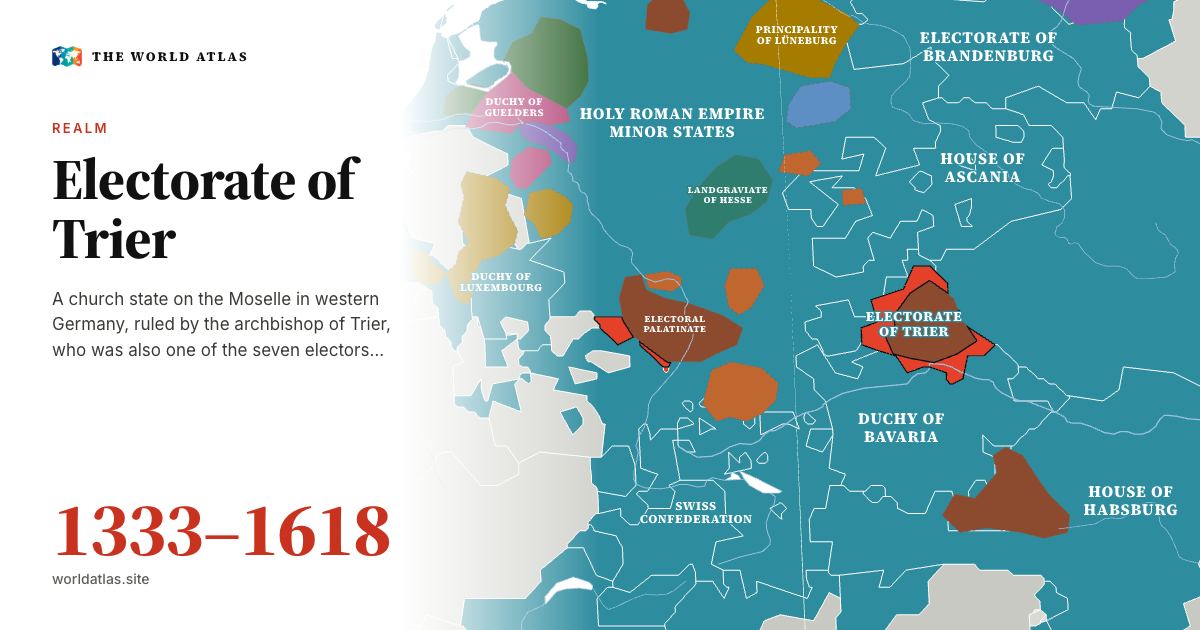 THE WORLD ATLAS
REALM
Electorate of
Trier
A church state on the Moselle in western
Germany, ruled by the archbishop of Trier,
who was also one of the seven electors...
1333–1618
worldatlas.site
PRINCIPALITY
OF LÜNEBURG
ELECTORATE OF
BRANDENBURG
DUCHY OF
GUELDERS
HOLY ROMAN EMPIRE
MINOR STATES
HOUSE OF
ASCANIA
LANDGRAVIATE
OF HESSE
DUCHY OF
LUXEMBOURG
ELECTORAL
PALATINATE
ELECTORATE
OF TRIER
DUCHY OF
BAVARIA
SWISS
CONFEDERATION
HOUSE OF
HABSBURG